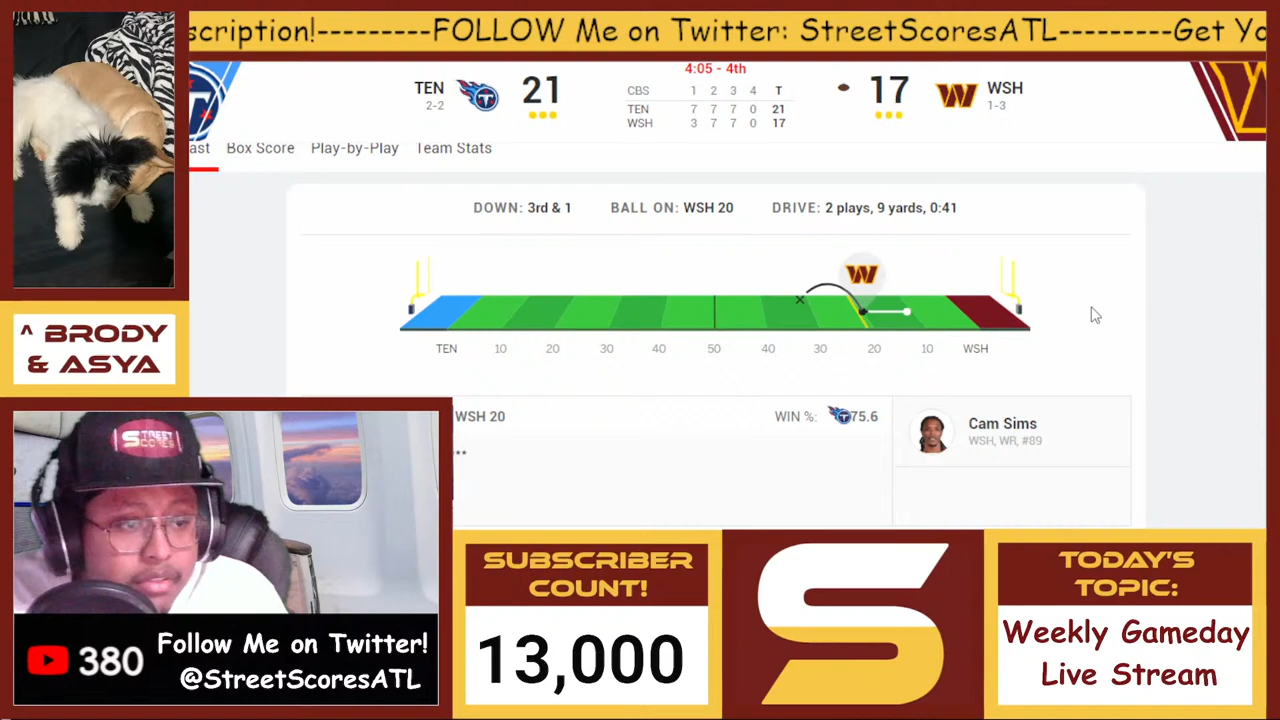 scription!---------FOLLOW Me on Twitter: StreetScoresATL---------Get Yo
4:05 - 4th
TEN 21 17 WSH
2-2 1-3
CBS 1 2 3 4 T
TEN 7 7 7 0 21
WSH 3 7 7 0 17
ast Box Score Play-by-Play Team Stats
DOWN: 3rd & 1 BALL ON: WSH 20 DRIVE: 2 plays, 9 yards, 0:41
TEN 10 20 30 40 50 40 30 20 10 WSH
^ BRODY
& ASYA
WSH 20 WIN %: 75.6
Cam Sims
WSH, WR, #89
STREET
SCORES
380 Follow Me on Twitter!
@StreetScoresATL
SUBSCRIBER
COUNT!
13,000
TODAY'S
TOPIC:
Weekly Gameday
Live Stream